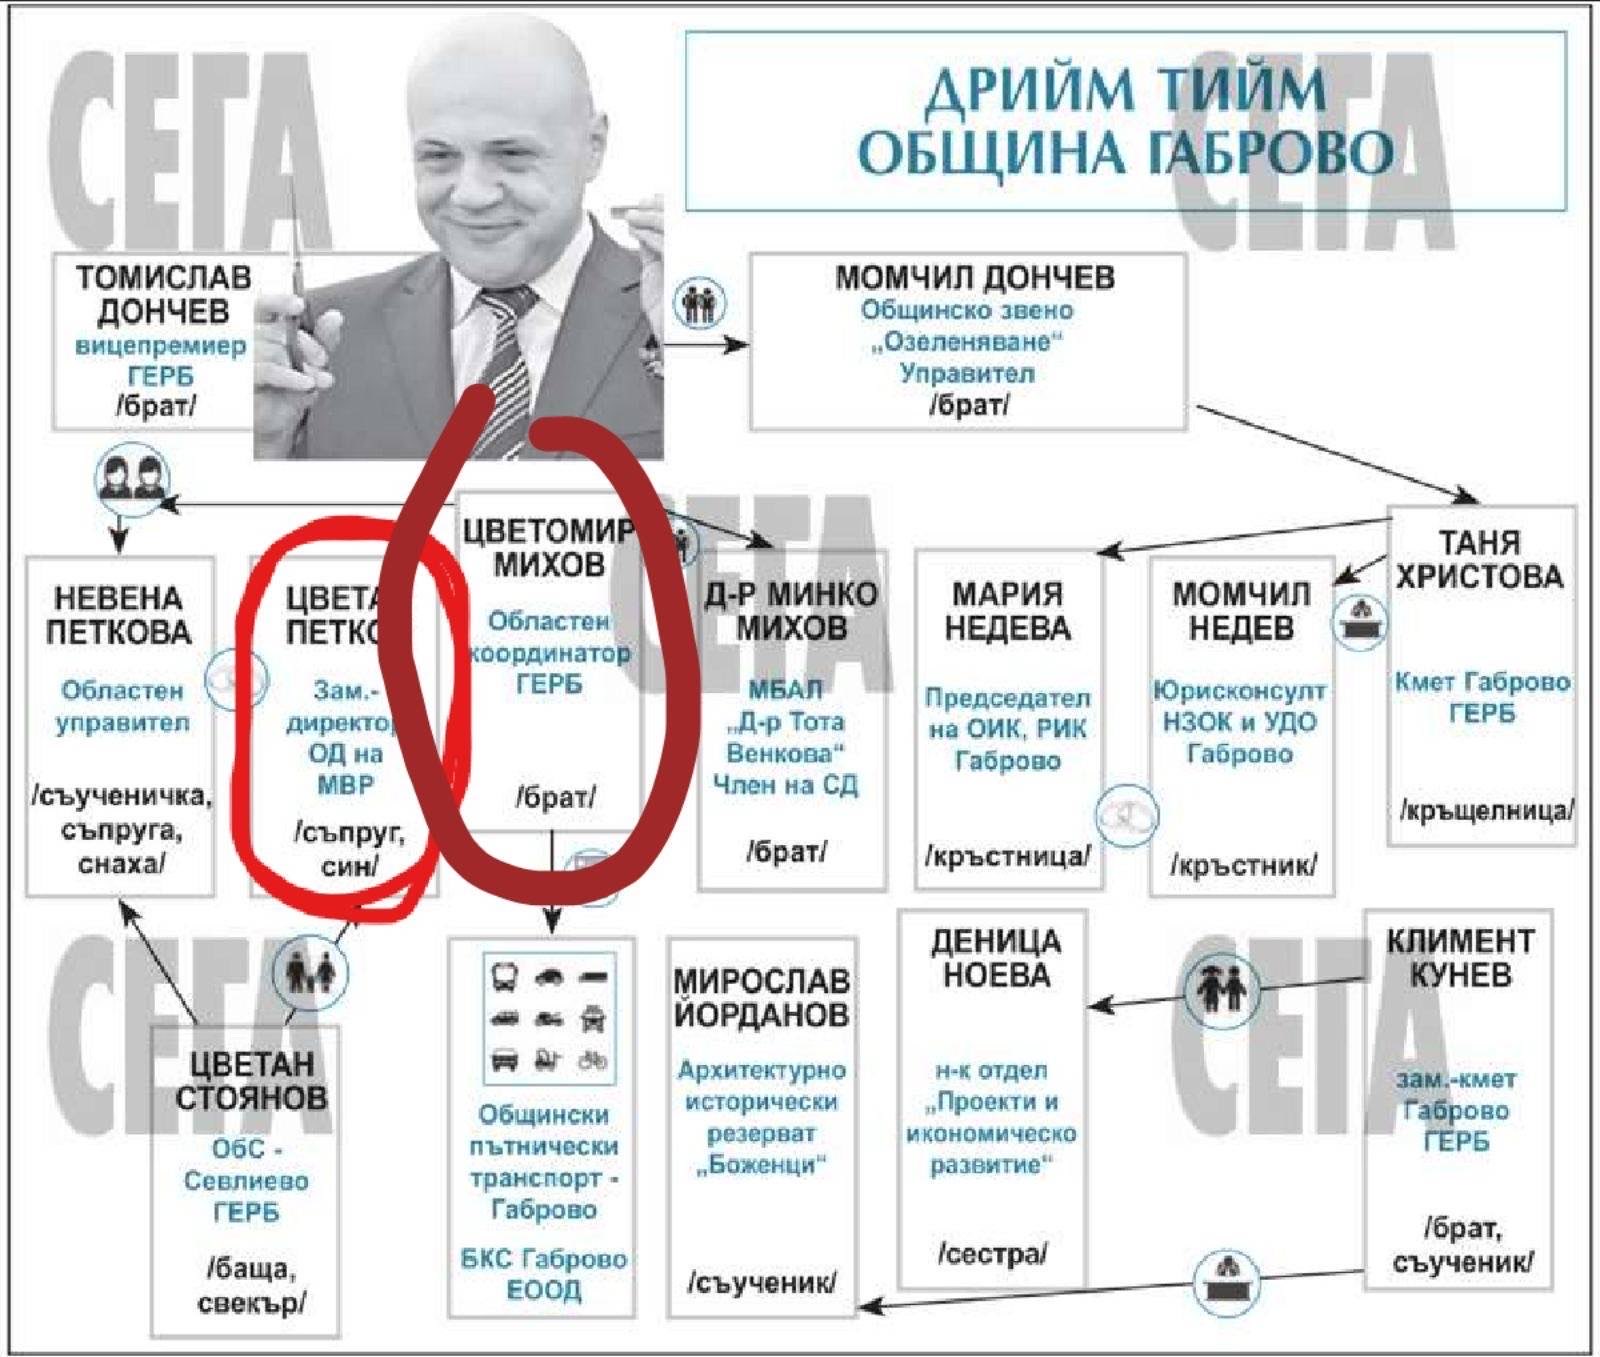 СЕГА
ДРИЙМ ТИЙМ
ОБЩИНА ГАБРОВО
СЕГА
ТОМИСЛАВ
ДОНЧЕВ
вицепремиер
ГЕРБ
/брат/
МОМЧИЛ ДОНЧЕВ
Общинско звено
„Озеленяване“
Управител
/брат/
НЕВЕНА
ПЕТКОВА
Областен
управител
/съученичка,
съпруга,
снаха/
Зам.-
ОД на
МВР
/съпруг,
син/
ЦВЕТОМИР
МИХОВ
Областен
координатор
ГЕРБ
/брат/
СЕГА
Д-Р МИНКО
МИХОВ
МБАЛ
„Д-р Тота
Венкова“
Член на СД
/брат/
МАРИЯ
НЕДЕВА
Председател
на ОИК, РИК
Габрово
/кръстница/
МОМЧИЛ
НЕДЕВ
Юрисконсулт
НЗОК и УДО
Габрово
/кръстник/
ТАНЯ
ХРИСТОВА
Кмет Габрово
ГЕРБ
/кръщелница/
СЕГА
ЦВЕТАН
СТОЯНОВ
ОбС -
Севлиево
ГЕРБ
/баща,
свекър/
Общински
пътнически
транспорт -
Габрово
БКС Габрово
ЕООД
МИРОСЛАВ
ЙОРДАНОВ
Архитектурно
исторически
резерват
„Боженци“
/съученик/
ДЕНИЦА
НОЕВА
н-к отдел
„Проекти и
икономическо
развитие“
/сестра/
СЕГА
КЛИМЕНТ
КУНЕВ
зам.-кмет
Габрово
ГЕРБ
/брат,
съученик/